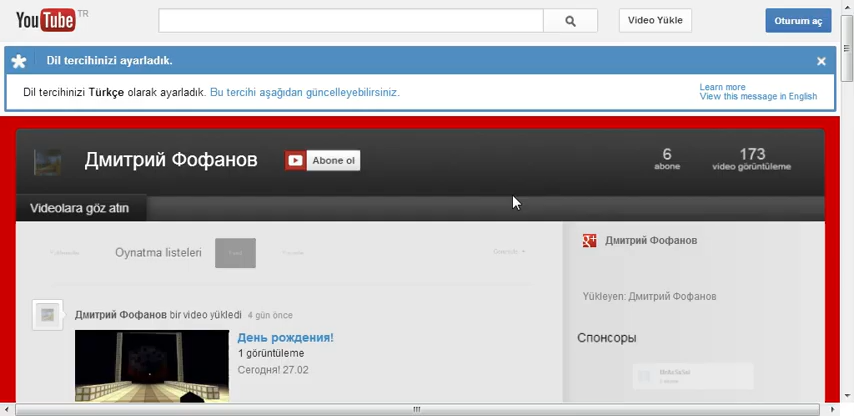 YouTube TR
Video Yükle
Oturum aç
Dil tercihinizi ayarladık.
Dil tercihinizi Türkçe olarak ayarladık. Bu tercihi aşağıdan güncelleyebilirsiniz.
Learn more
View this message in English
Дмитрий Фофанов
Abone ol
6
abone
173
video görüntüleme
Videolara göz atın
Oynatma listeleri
Дмитрий Фофанов
Yükleyen: Дмитрий Фофанов
Дмитрий Фофанов bir video yükledi 4 gün önce
День рождения!
1 görüntüleme
Сегодня! 27.02
Спонсоры